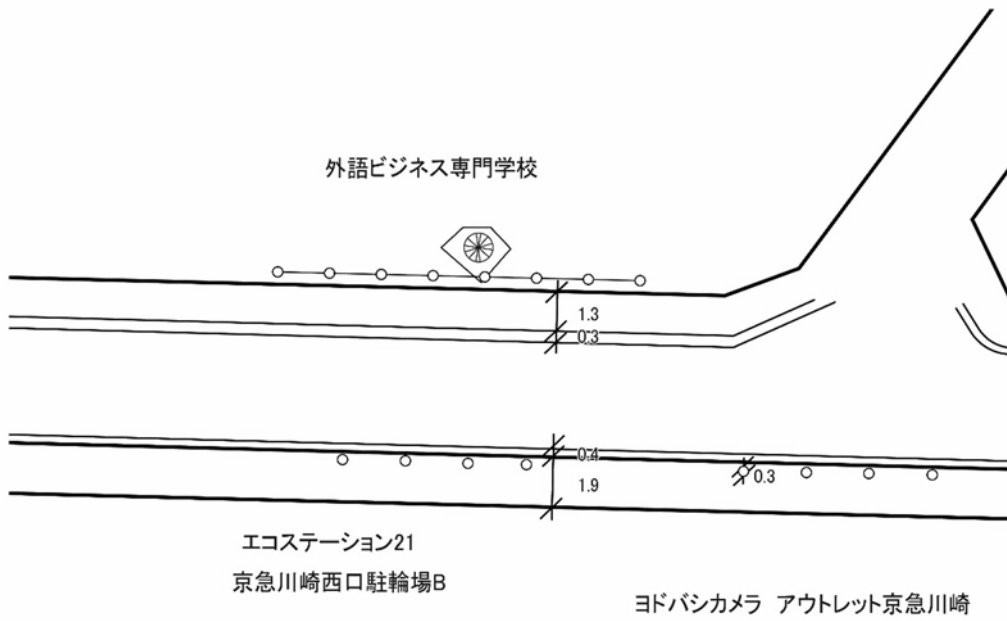 外語ビジネス専門学校
1.3
0.3
0.4
0.3
1.9
エコステーション21
京急川崎西口駐輪場B
ヨドバシカメラ アウトレット京急川崎